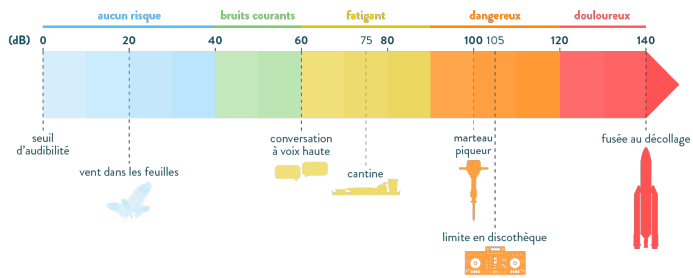 aucun risque bruits courants fatigant dangereux douloureux
(dB) 0 20 40 60 75 80 100 105 120 140
seuil
d'audibilité
vent dans les feuilles
conversation
à voix haute
cantine
marteau
piqueur
limite en discothèque
fusée au décollage